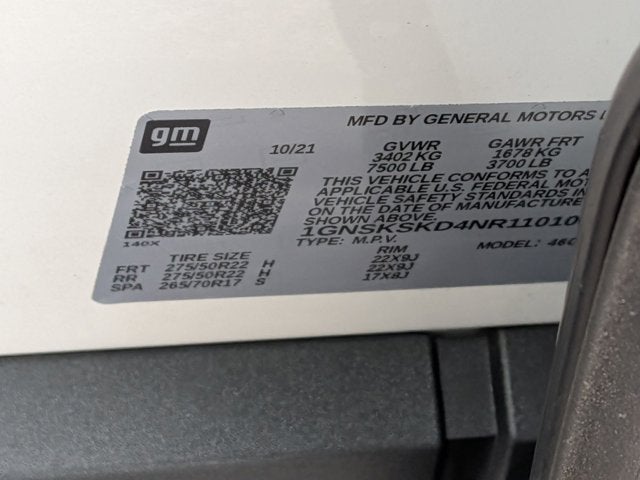 gm
MFD BY GENERAL MOTORS
10/21
GVWR GAWR FRT
3402 KG 1678 KG
7500 LB 3700 LB
THIS VEHICLE CONFORMS TO A
APPLICABLE U.S. FEDERAL MOT
VEHICLE SAFETY STANDARDS IN
ON THE DATE OF MANUFACTURE
SHOWN ABOVE.
1GNSKSKD4NR11010
140X
TYPE: M.P.V. MODEL:
TIRE SIZE RIM
FRT 275/50R22 H 22X9J
RR 275/50R22 H 22X9J
SPA 265/70R17 S 17X8J